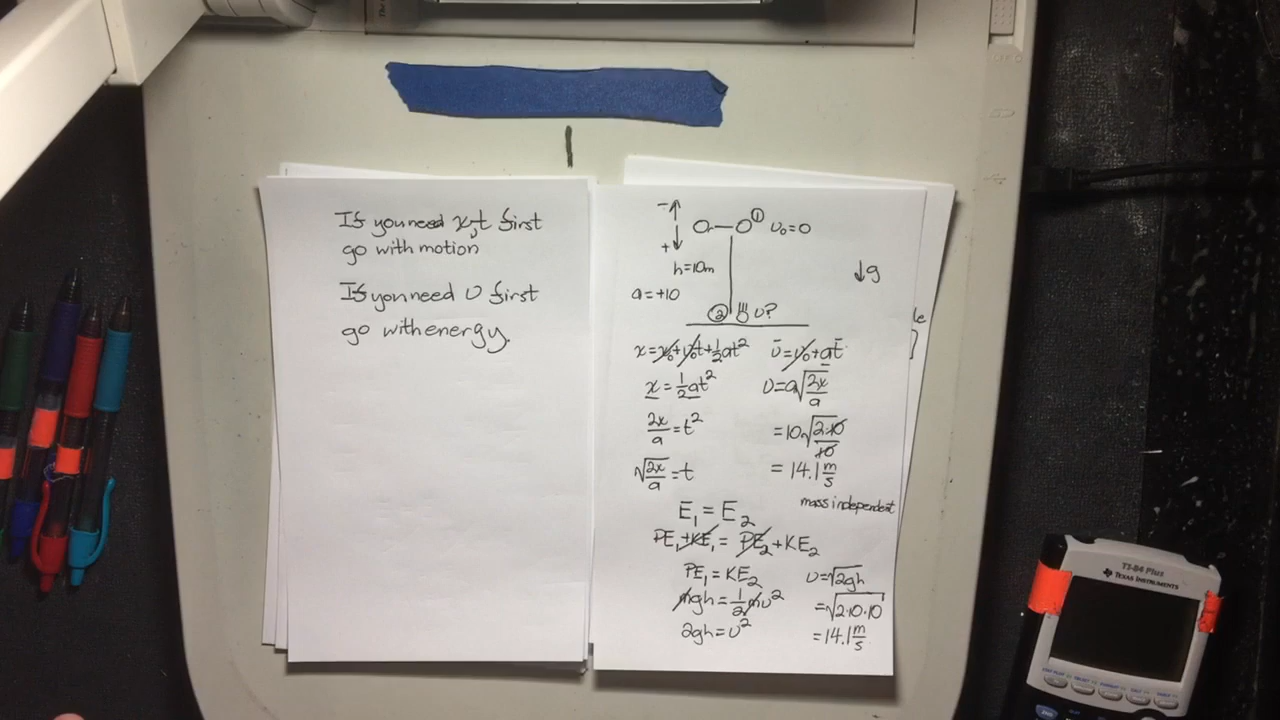 If you need x,t first
go with motion
If you need v first
go with energy.
-
+
①
v₀=0
h=10m
↓g
a=+10
② v?
x=x₀+v₀t+½at²
v̄=v₀+at̄
x=½at²
v=a√(2x/a)
2x/a=t²
=10√(2·10/10)
√(2x/a)=t
=14.1 m/s
mass independent
E₁=E₂
PE₁+KE₁=PE₂+KE₂
PE₁=KE₂
v=√2gh
mgh=½mv²
=√2·10·10
2gh=v²
=14.1 m/s
TI-84 Plus
TEXAS INSTRUMENTS